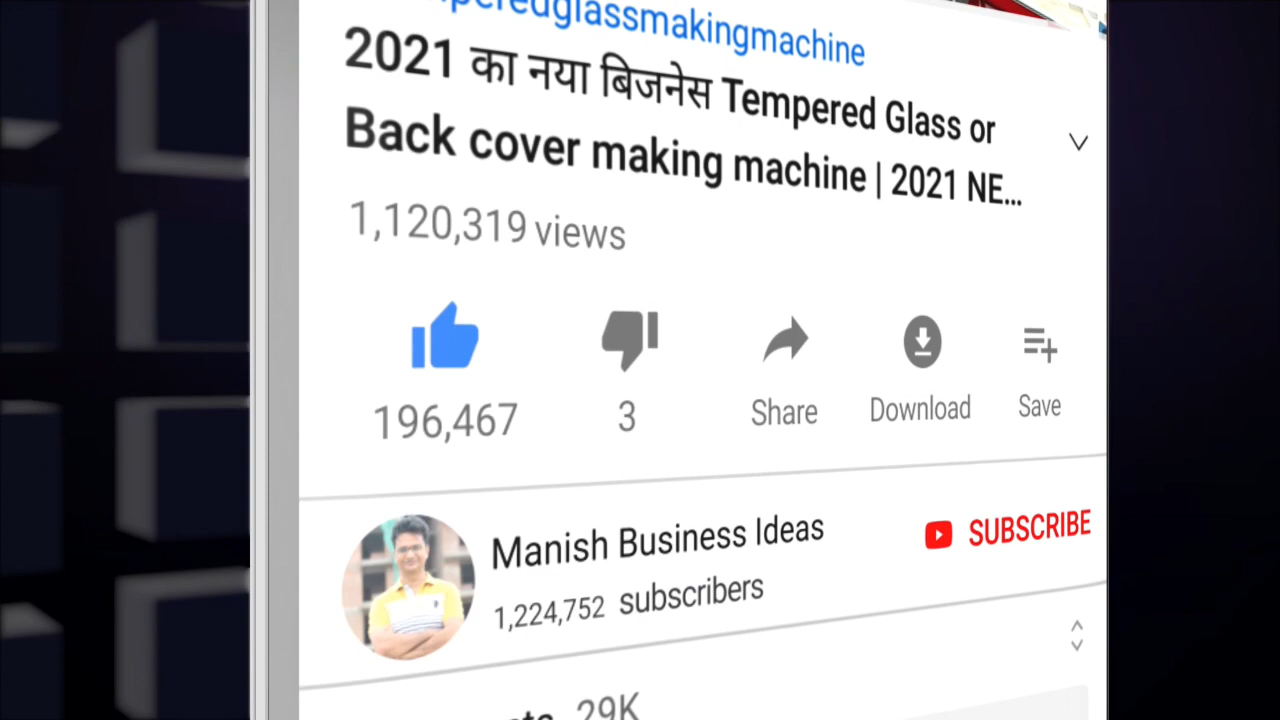 2021 का नया बिजनेस Tempered Glass or
Back cover making machine | 2021 NE...
1,120,319 views
196,467
3
Share
Download
Save
Manish Business Ideas
SUBSCRIBE
1,224,752 subscribers
29K